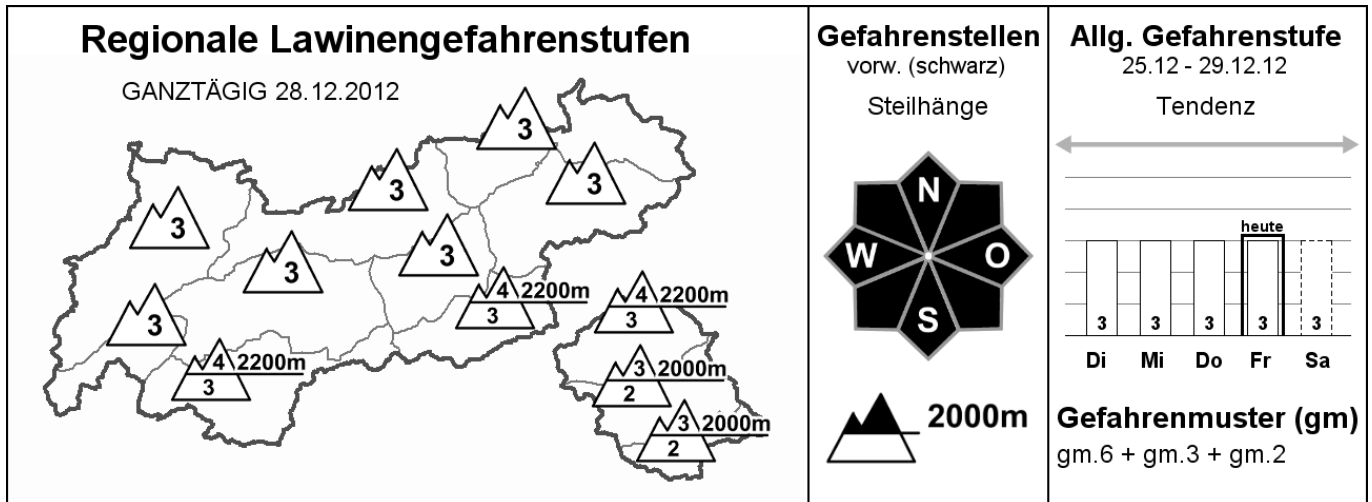 Regionale Lawinengefahrenstufen
GANZTÄGIG 28.12.2012
3
3
3
3
3
3
3
3
4 2200m
3
4 2200m
3
4 2200m
3
3 2000m
2
3 2000m
2
Gefahrenstellen
vorw. (schwarz)
Steilhänge
N
W
O
S
2000m
Allg. Gefahrenstufe
25.12 - 29.12.12
Tendenz
heute
3 3 3 3 3
Di Mi Do Fr Sa
Gefahrenmuster (gm)
gm.6 + gm.3 + gm.2